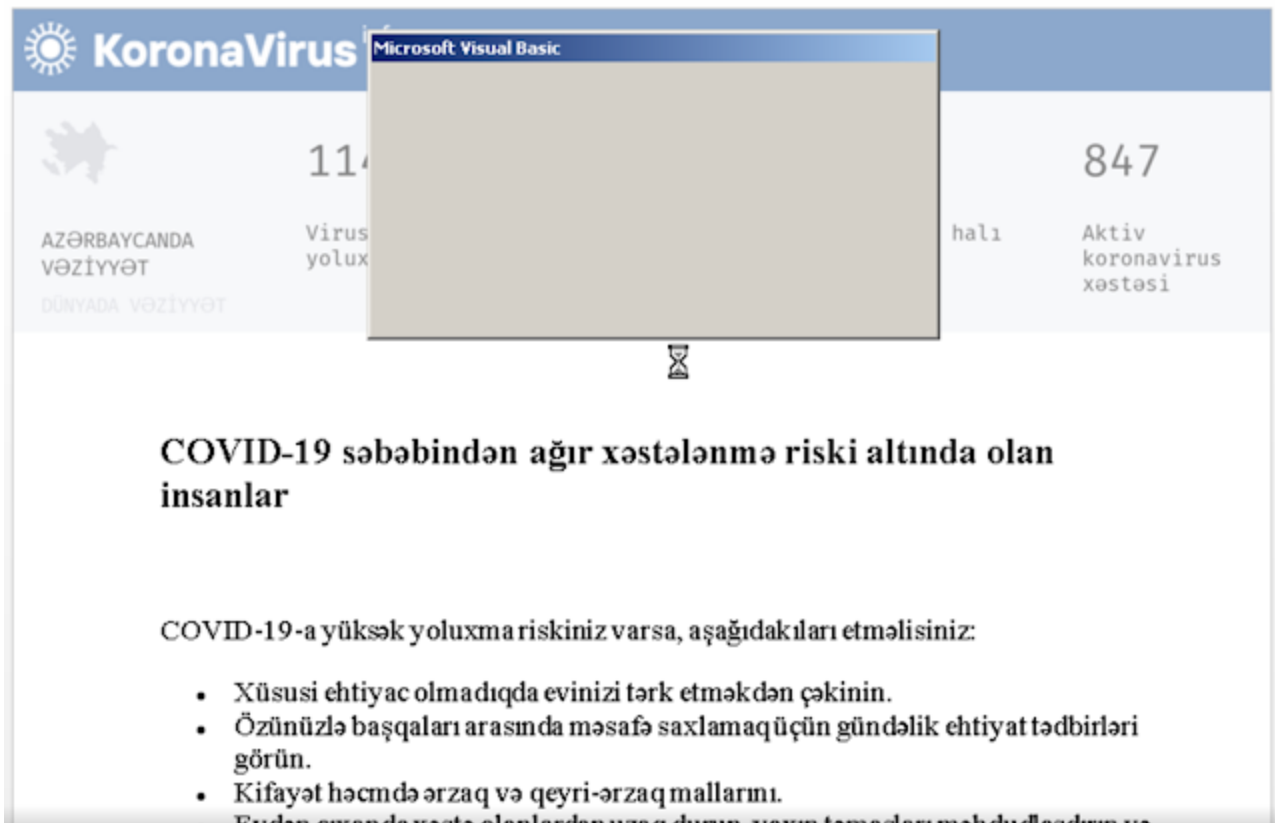 KoronaVirus
Microsoft Visual Basic
847
AZƏRBAYCANDA
VƏZİYYƏT
Virus
yolux
halı
Aktiv
koronavirus
xəstəsi
DÜNYADA VƏZİYYƏT
COVID-19 səbəbindən ağır xəstələnmə riski altında olan
insanlar
COVID-19-a yüksək yoluxma riskiniz varsa, aşağıdakıları etməlisiniz:
• Xüsusi ehtiyac olmadıqda evinizi tərk etməkdən çəkinin.
• Özünüzlə başqaları arasında məsafə saxlamaq üçün gündəlik ehtiyat tədbirləri
görün.
• Kifayət həcmdə ərzaq və qeyri-ərzaq mallarını.